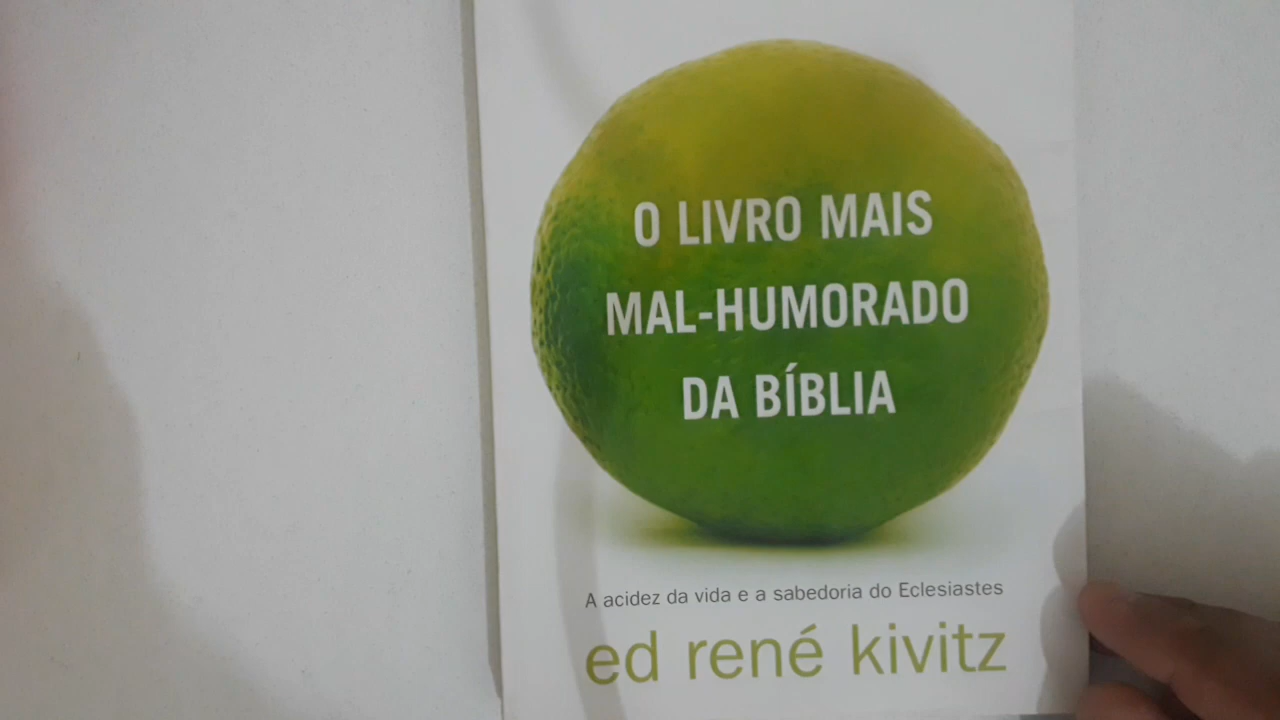 O LIVRO MAIS
MAL-HUMORADO
DA BÍBLIA
A acidez da vida e a sabedoria do Eclesiastes
ed rené kivitz